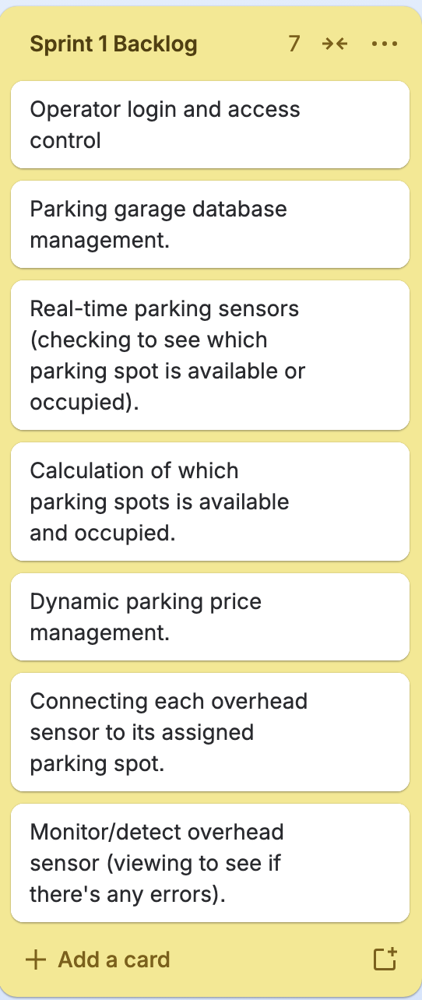 Sprint 1 Backlog 7
Operator login and access
control
Parking garage database
management.
Real-time parking sensors
(checking to see which
parking spot is available or
occupied).
Calculation of which
parking spots is available
and occupied.
Dynamic parking price
management.
Connecting each overhead
sensor to its assigned
parking spot.
Monitor/detect overhead
sensor (viewing to see if
there's any errors).
Add a card